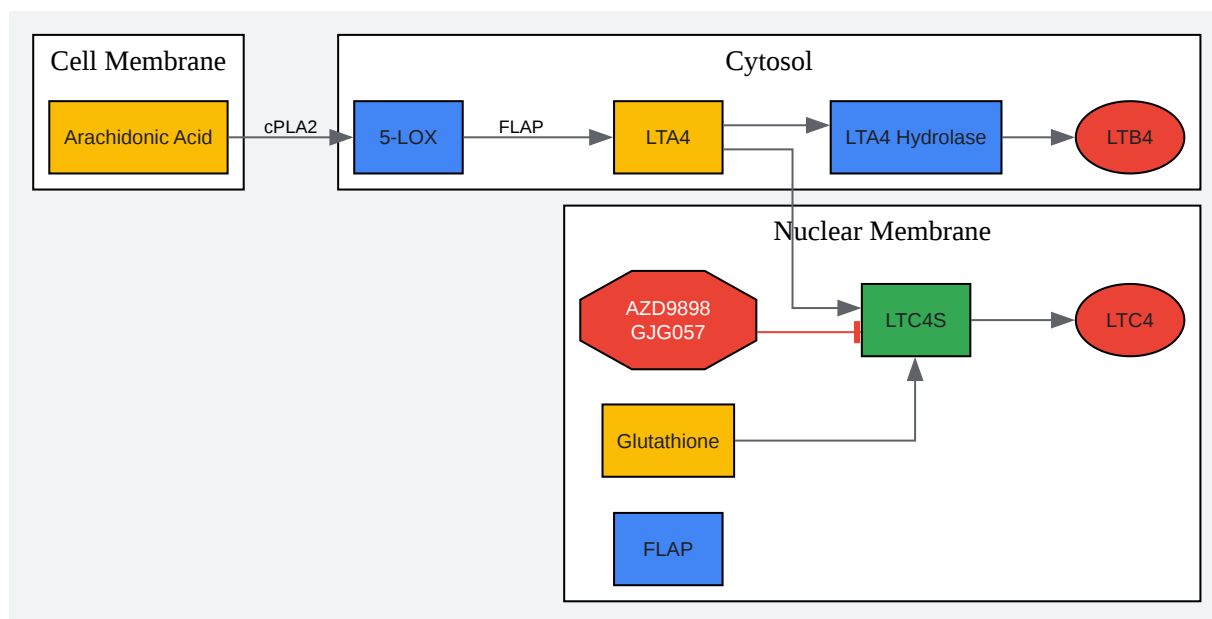 Cell Membrane
Cytosol
Arachidonic Acid
cPLA2
5-LOX
FLAP
LTA4
LTA4 Hydrolase
LTB4
Nuclear Membrane
AZD9898
GJG057
LTC4S
LTC4
Glutathione
FLAP